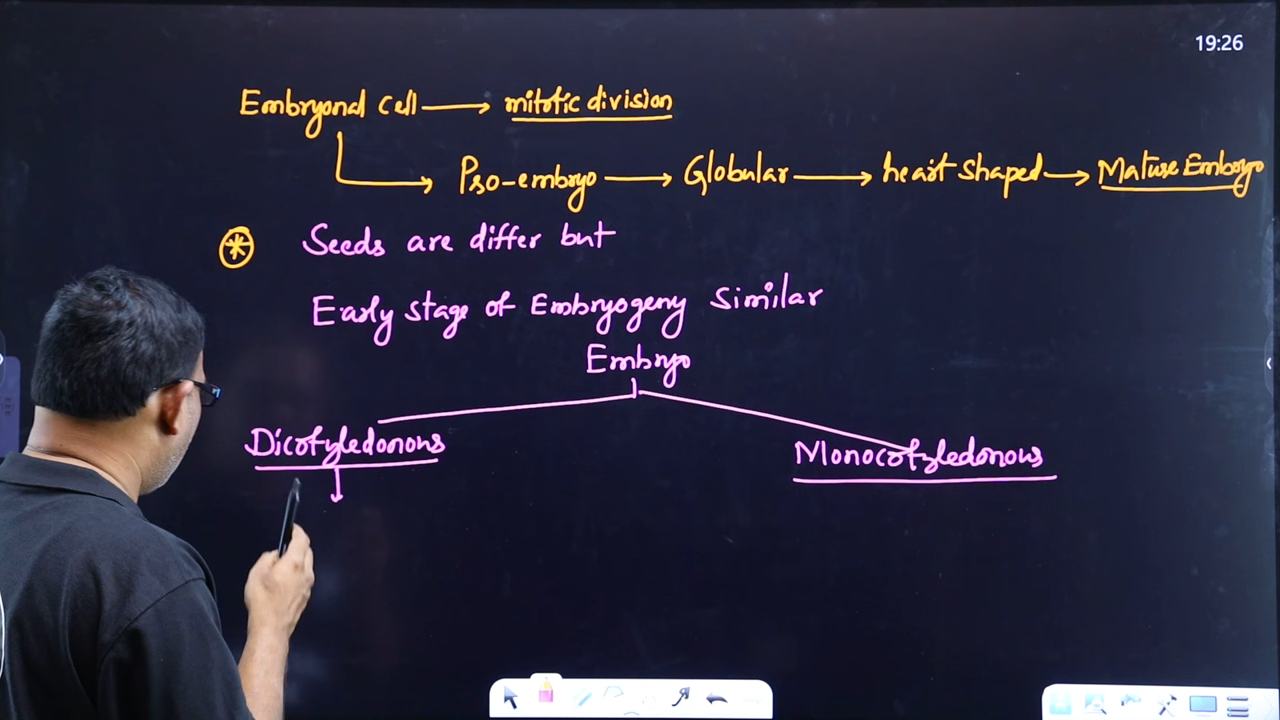 19:26
Embryonal cell → mitotic division
Pro-embryo → Globular → heart shaped → Mature Embryo
* Seeds are differ but
Early stage of Embryogeny Similar
Embryo
Dicotyledonous Monocotyledonous